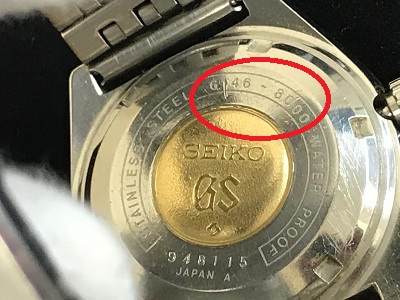 STAINLESS STEEL 6146-8000 WATER PROOF
SEIKO
GS
948115
JAPAN A